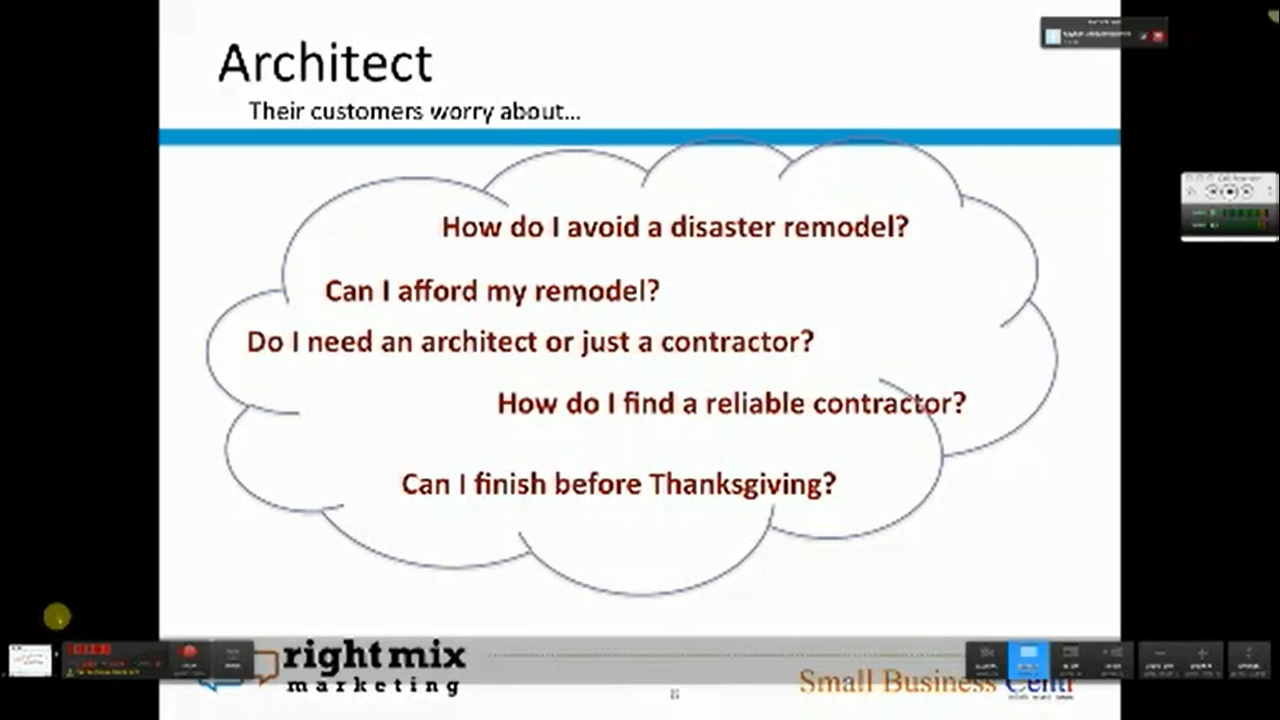 Architect
Their customers worry about...
How do I avoid a disaster remodel?
Can I afford my remodel?
Do I need an architect or just a contractor?
How do I find a reliable contractor?
Can I finish before Thanksgiving?
right mix
marketing
Small Business